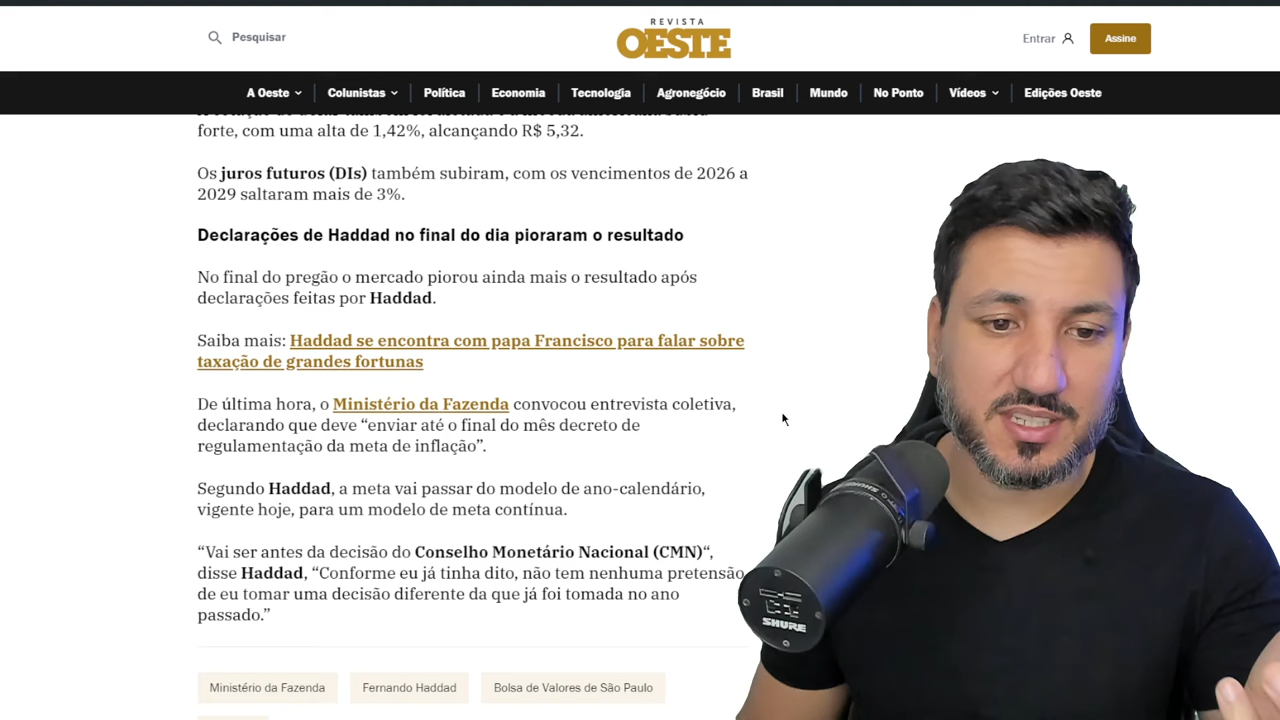 Pesquisar
REVISTA
OESTE
Entrar
Assine
A Oeste
Colunistas
Política
Economia
Tecnologia
Agronegócio
Brasil
Mundo
No Ponto
Vídeos
Edições Oeste
forte, com uma alta de 1,42%, alcançando R$ 5,32.
Os juros futuros (DIs) também subiram, com os vencimentos de 2026 a
2029 saltaram mais de 3%.
Declarações de Haddad no final do dia pioraram o resultado
No final do pregão o mercado piorou ainda mais o resultado após
declarações feitas por Haddad.
Saiba mais: Haddad se encontra com papa Francisco para falar sobre
taxação de grandes fortunas
De última hora, o Ministério da Fazenda convocou entrevista coletiva,
declarando que deve “enviar até o final do mês decreto de
regulamentação da meta de inflação”.
Segundo Haddad, a meta vai passar do modelo de ano-calendário,
vigente hoje, para um modelo de meta contínua.
“Vai ser antes da decisão do Conselho Monetário Nacional (CMN)“,
disse Haddad, “Conforme eu já tinha dito, não tem nenhuma pretensão
de eu tomar uma decisão diferente da que já foi tomada no ano
passado.”
SHURE
Ministério da Fazenda
Fernando Haddad
Bolsa de Valores de São Paulo